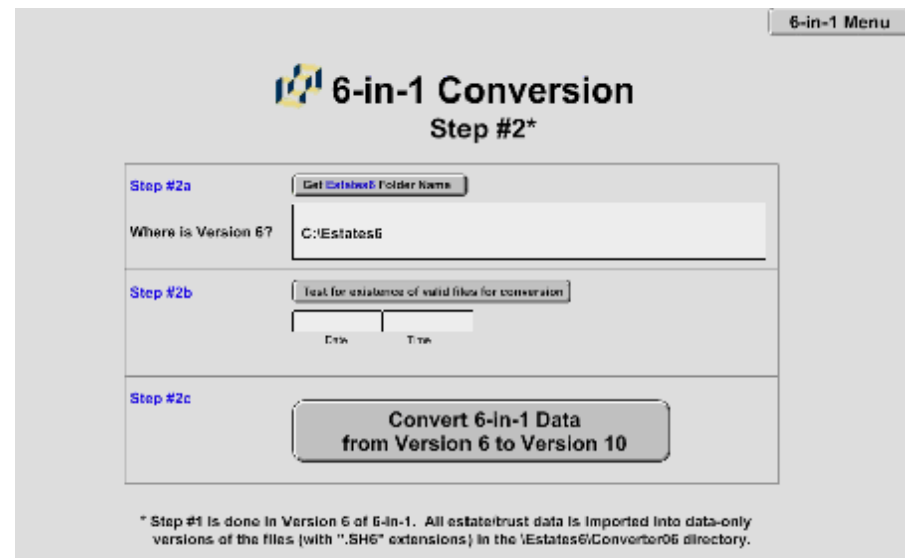 6-in-1 Menu
6-in-1 Conversion
Step #2*
Step #2a
Get Estates6 Folder Name
Where is Version 6?
C:\Estates6
Step #2b
Test for existence of valid files for conversion
Date Time
Step #2c
Convert 6-in-1 Data
from Version 6 to Version 10
* Step #1 is done in Version 6 of 6-in-1. All estate/trust data is imported into data-only
versions of the files (with ".SH6" extensions) in the \Estates6\Converter06 directory.